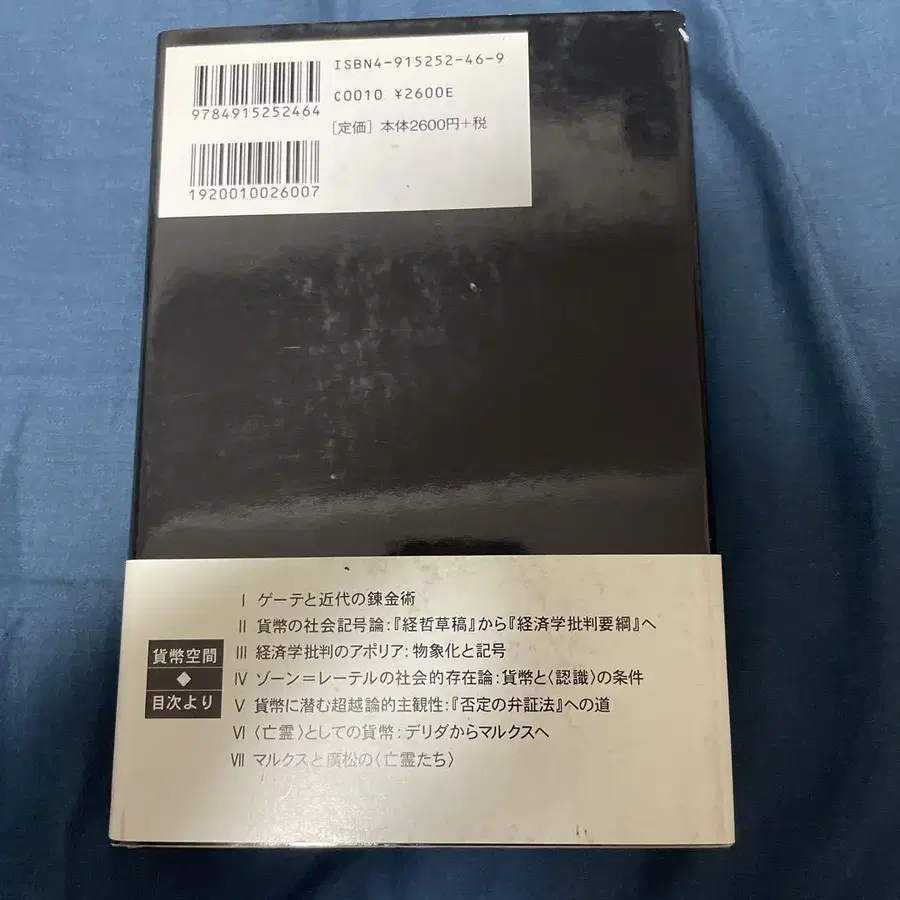 ISBN4-915252-46-9
9784915252464
C0010 ¥2600E
[定価] 本体2600円+税
1920010026007
貨幣空間
◆
目次より
I ゲーテと近代の錬金術
II 貨幣の社会記号論:『経哲草稿』から『経済学批判要綱』へ
III 経済学批判のアポリア:物象化と記号
IV ゾーン=レーテルの社会的存在論:貨幣と〈認識〉の条件
V 貨幣に潜む超越論的主観性:『否定の弁証法』への道
VI 〈亡霊〉としての貨幣:デリダからマルクスへ
VII マルクスと廣松の〈亡霊たち〉